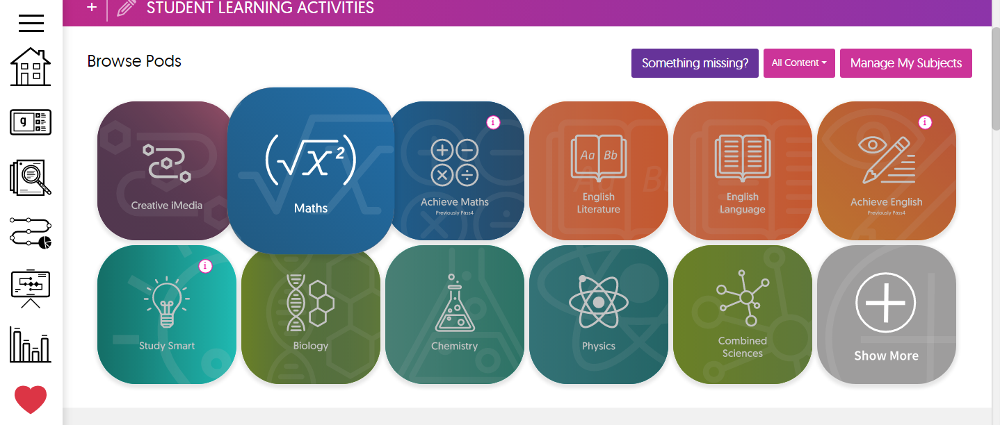 + STUDENT LEARNING ACTIVITIES
Browse Pods
Something missing?
All Content
Manage My Subjects
g
Creative iMedia
(√x²)
Maths
i
Achieve Maths
Previously Pass4
Aa Bb
English
Literature
English
Language
i
Achieve English
Previously Pass4
i
Study Smart
Biology
Chemistry
Physics
Combined
Sciences
Show More